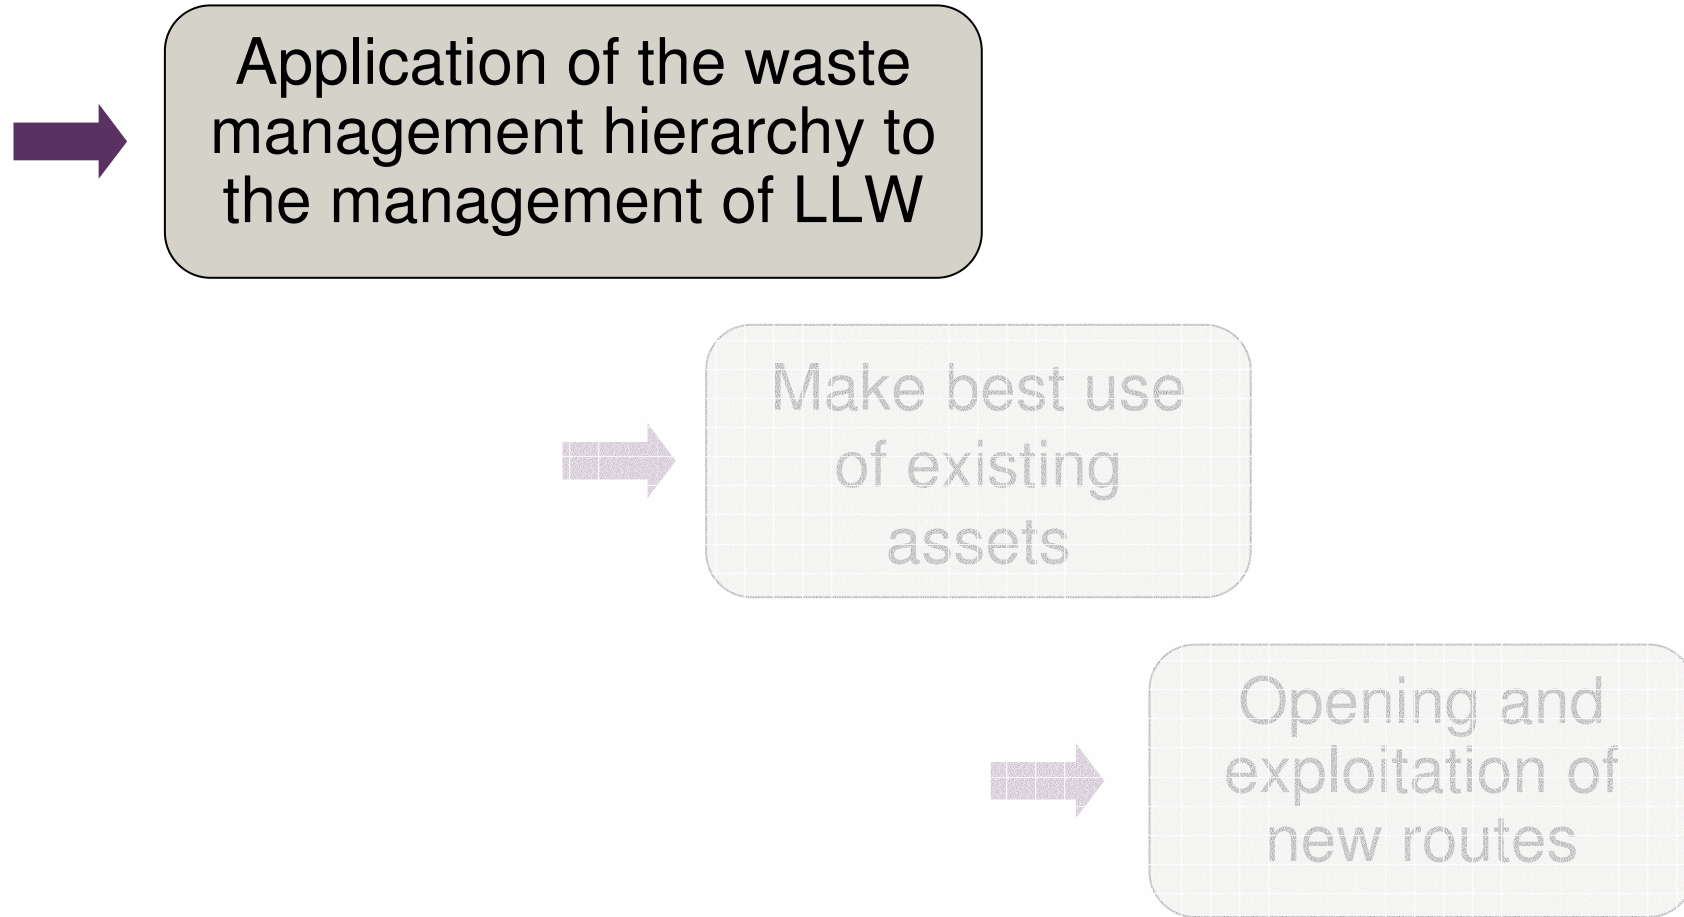 Application of the waste
management hierarchy to
the management of LLW
Make best use
of existing
assets
Opening and
exploitation of
new routes